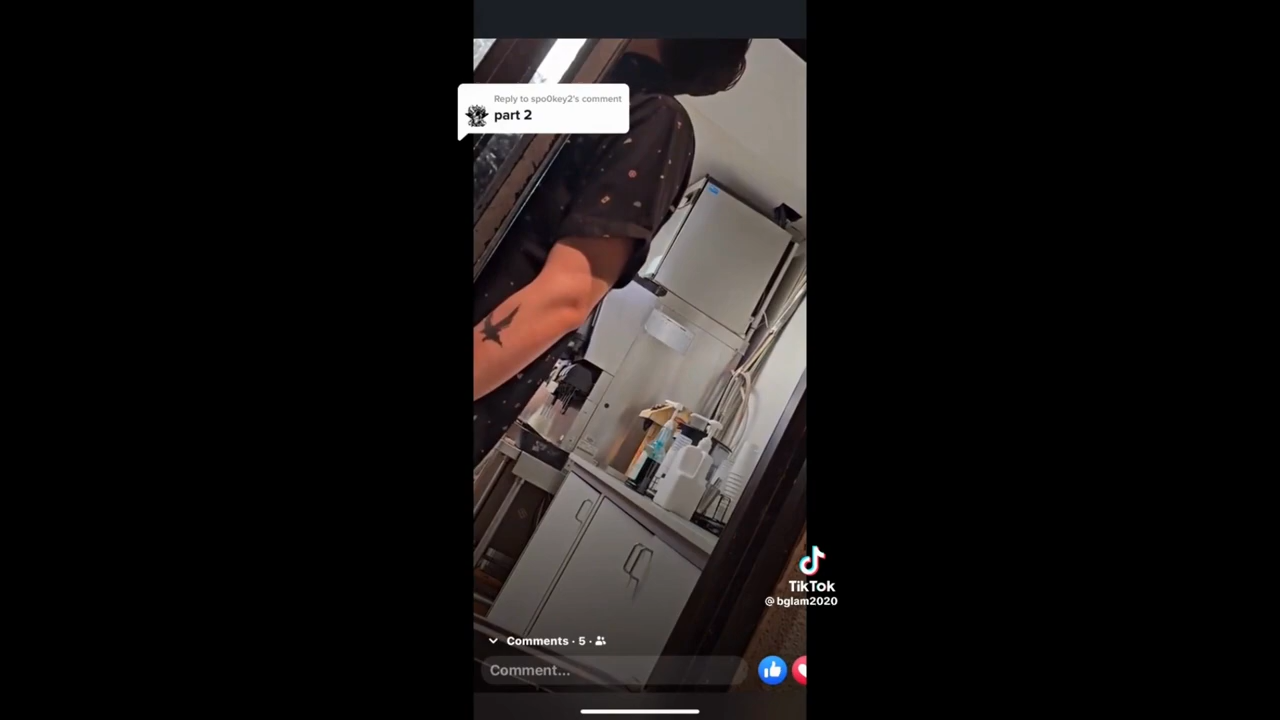 Reply to spo0key2's comment
part 2
TikTok
@bglam2020
Comments · 5 ·
Comment...